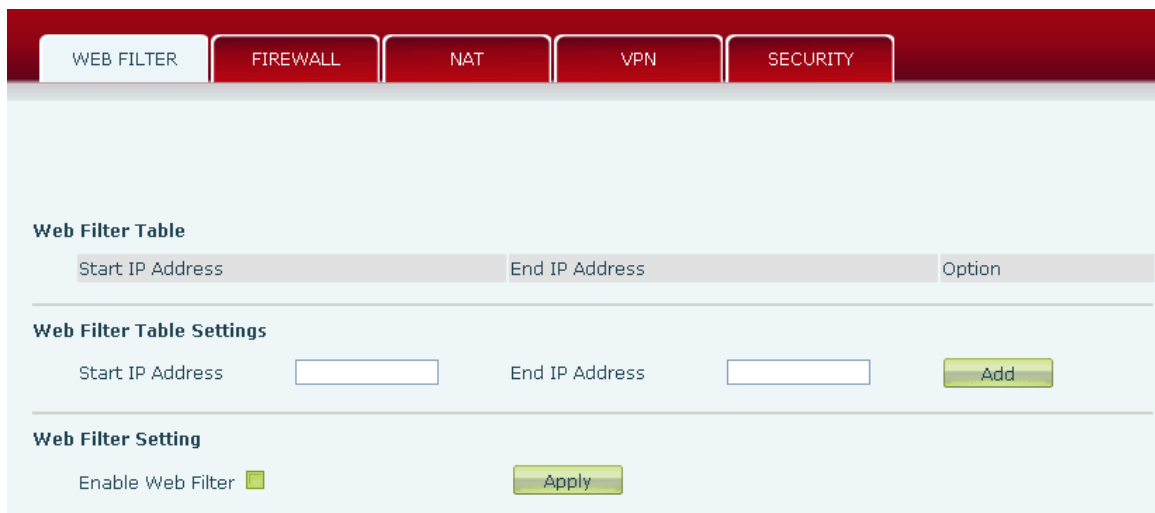 WEB FILTER FIREWALL NAT VPN SECURITY
Web Filter Table
Start IP Address End IP Address Option
Web Filter Table Settings
Start IP Address End IP Address Add
Web Filter Setting
Enable Web Filter Apply